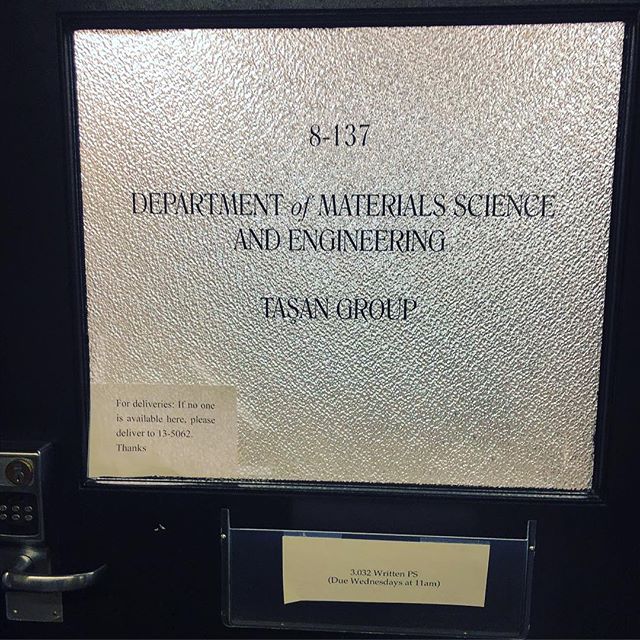 8-137
DEPARTMENT of MATERIALS SCIENCE
AND ENGINEERING
TASAN GROUP
For deliveries: If no one
is available here, please
deliver to 13-5062.
Thanks
3.032 Written PS
(Due Wednesdays at 11am)